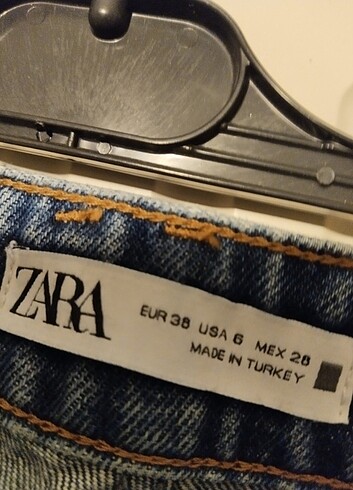 ZARA
EUR 38 USA 6 MEX 28
MADE IN TURKEY